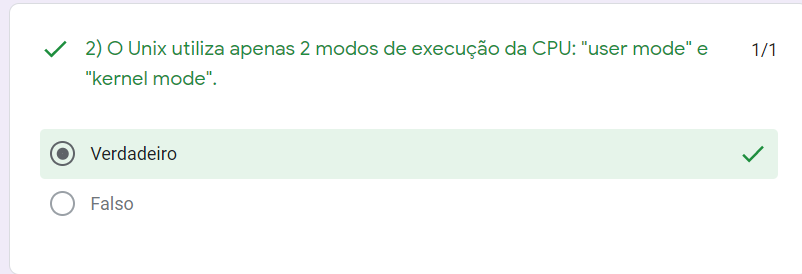 2) O Unix utiliza apenas 2 modos de execução da CPU: "user mode" e
1/1
"kernel mode".
Verdadeiro
Falso